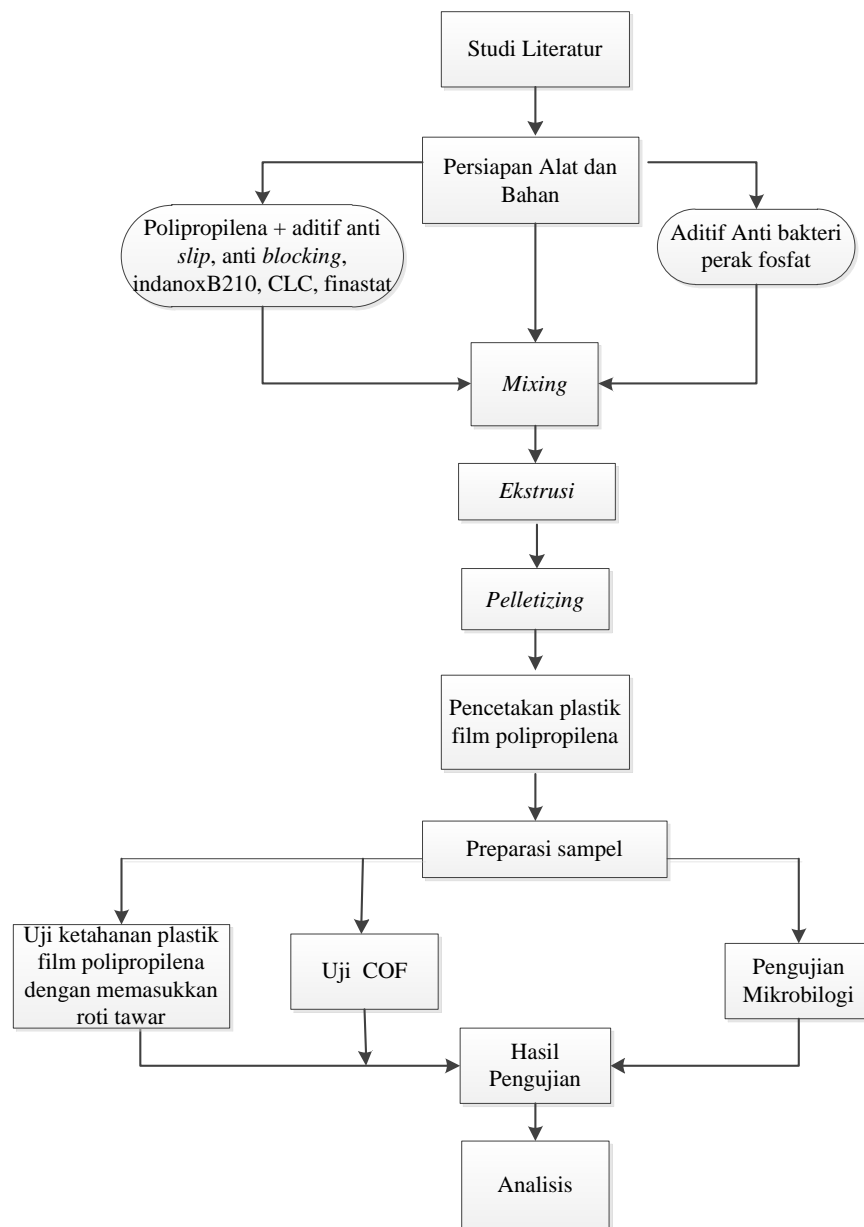 Studi Literatur
Persiapan Alat dan
Bahan
Polipropilena + aditif anti
slip, anti blocking,
indanoxB210, CLC, finastat
Aditif Anti bakteri
perak fosfat
Mixing
Ekstrusi
Pelletizing
Pencetakan plastik
film polipropilena
Preparasi sampel
Uji ketahanan plastik
film polipropilena
dengan memasukkan
roti tawar
Uji COF
Pengujian
Mikrobilogi
Hasil
Pengujian
Analisis